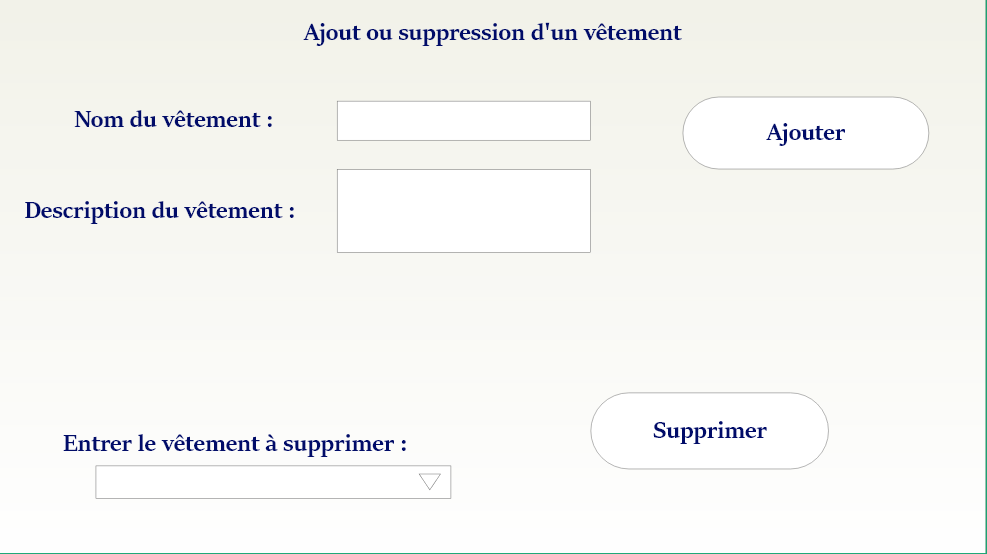 Ajout ou suppression d'un vêtement
Nom du vêtement :
Ajouter
Description du vêtement :
Supprimer
Entrer le vêtement à supprimer :